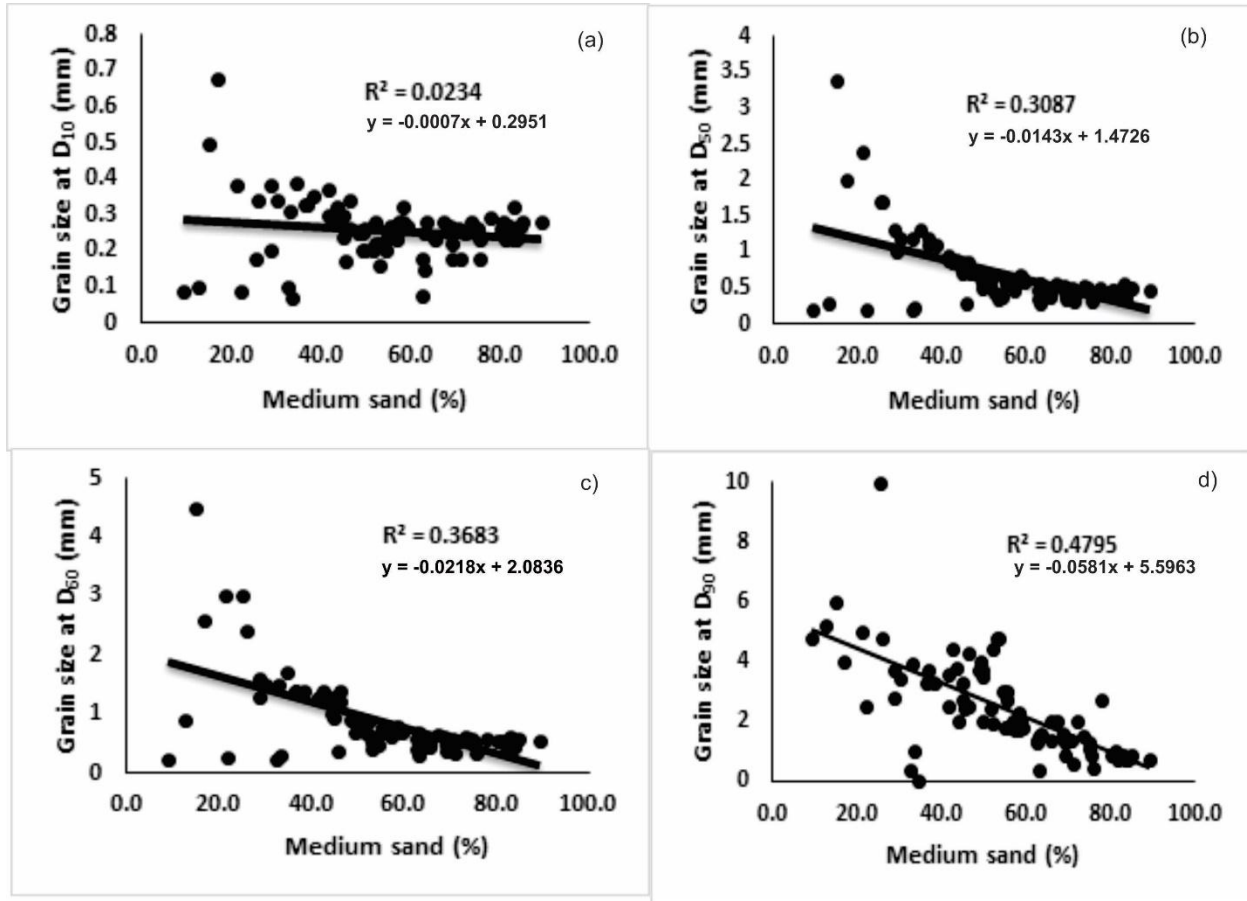 (a)
Grain size at D10 (mm)
0.8
0.7
0.6
0.5
0.4
0.3
0.2
0.1
0
R² = 0.0234
y = -0.0007x + 0.2951
0.0 20.0 40.0 60.0 80.0 100.0
Medium sand (%)
(b)
Grain size at D50 (mm)
4
3.5
3
2.5
2
1.5
1
0.5
0
R² = 0.3087
y = -0.0143x + 1.4726
0.0 20.0 40.0 60.0 80.0 100.0
Medium sand (%)
c)
Grain size at D60 (mm)
5
4
3
2
1
0
R² = 0.3683
y = -0.0218x + 2.0836
0.0 20.0 40.0 60.0 80.0 100.0
Medium sand (%)
d)
Grain size at D90 (mm)
10
8
6
4
2
0
R² = 0.4795
y = -0.0581x + 5.5963
0.0 20.0 40.0 60.0 80.0 100.0
Medium sand (%)